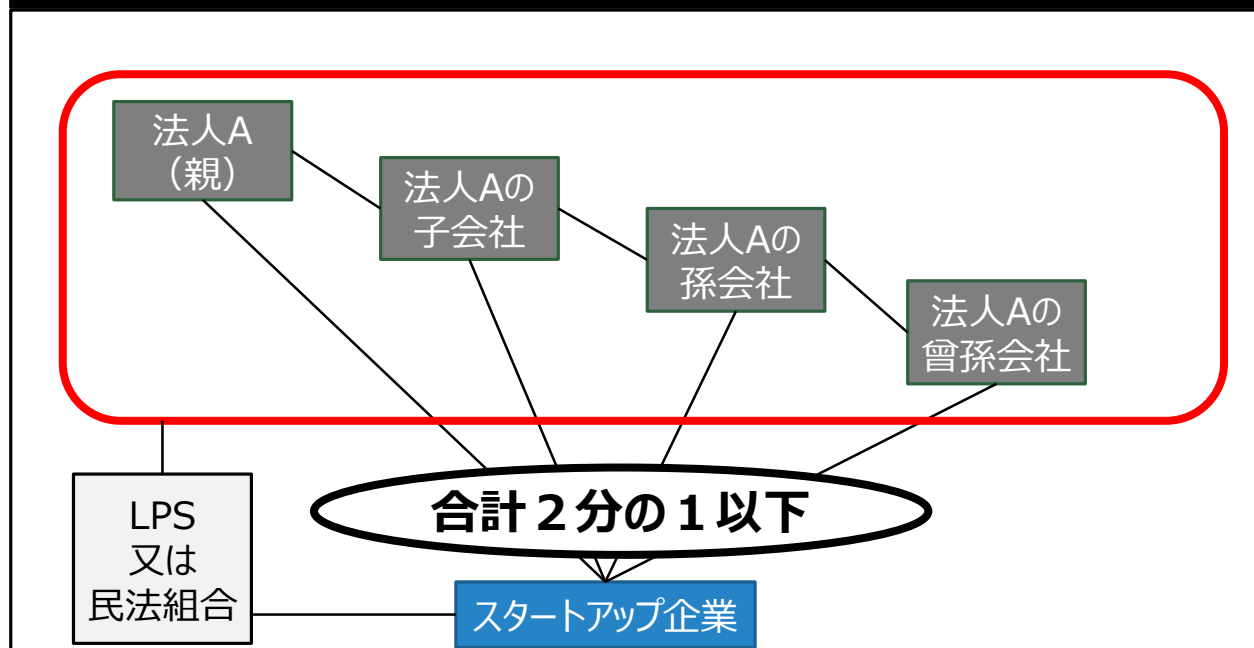 法人A
（親）
法人Aの
子会社
法人Aの
孫会社
法人Aの
曾孫会社
合計２分の１以下
LPS
又は
民法組合
スタートアップ企業